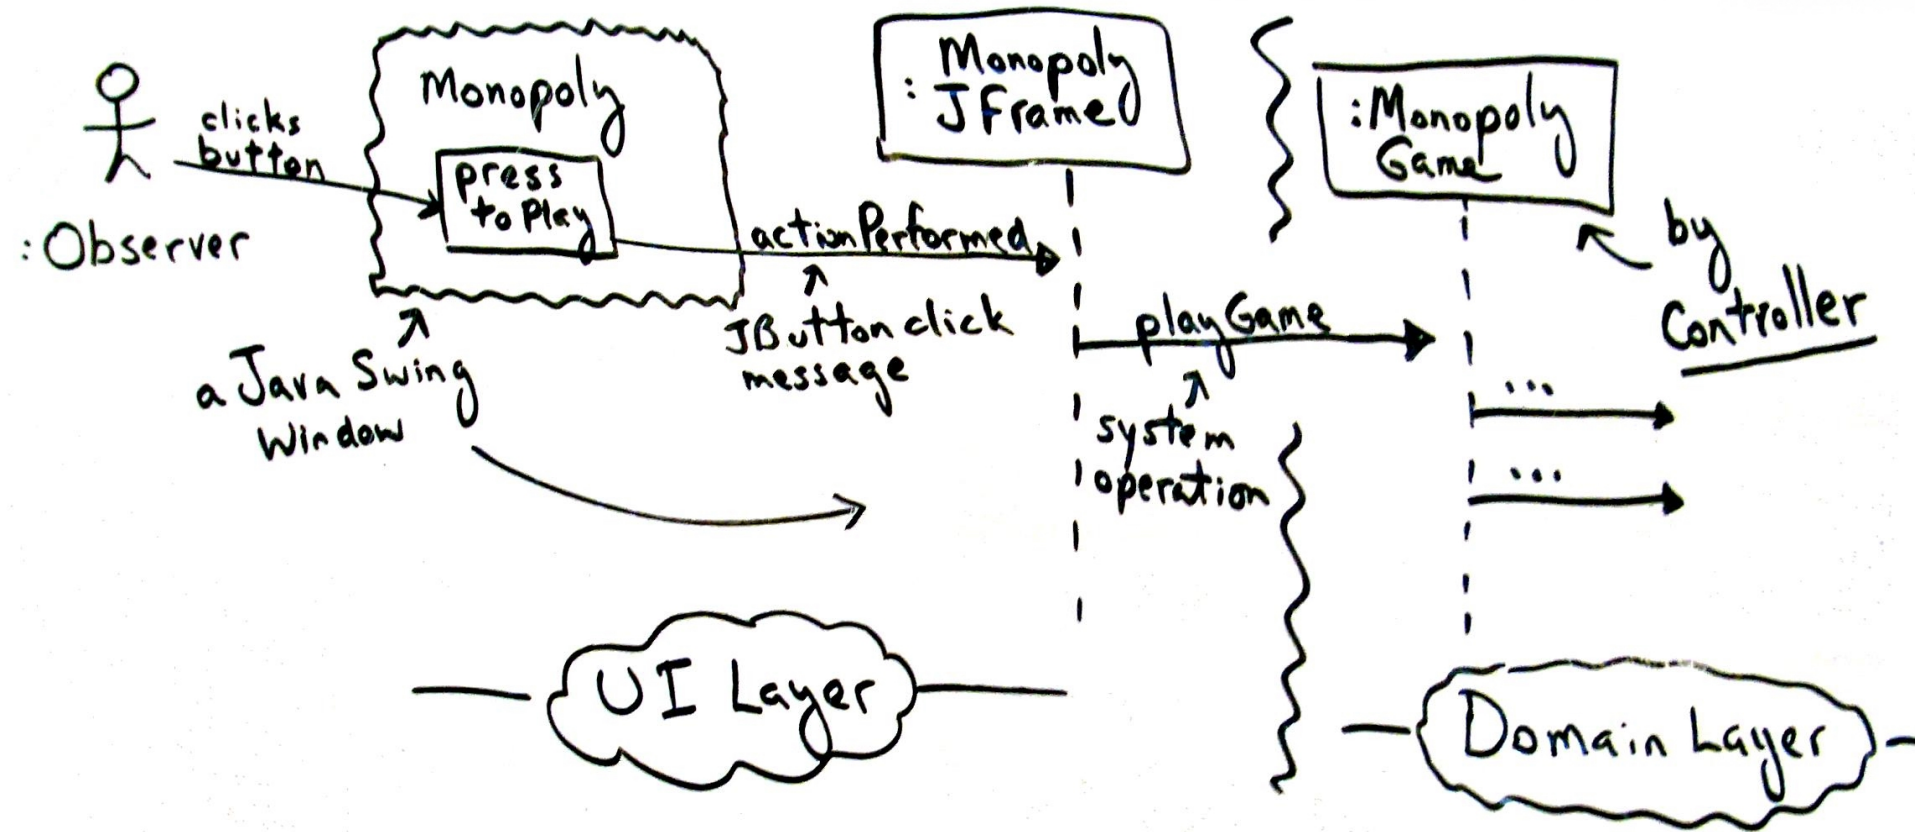 :Observer
clicks
button
Monopoly
press
to Play
a Java Swing
Window
actionPerformed
JButton click
message
Monopoly
: JFrame
playGame
system
operation
:Monopoly
Game
by
Controller
...
...
UI Layer
Domain Layer